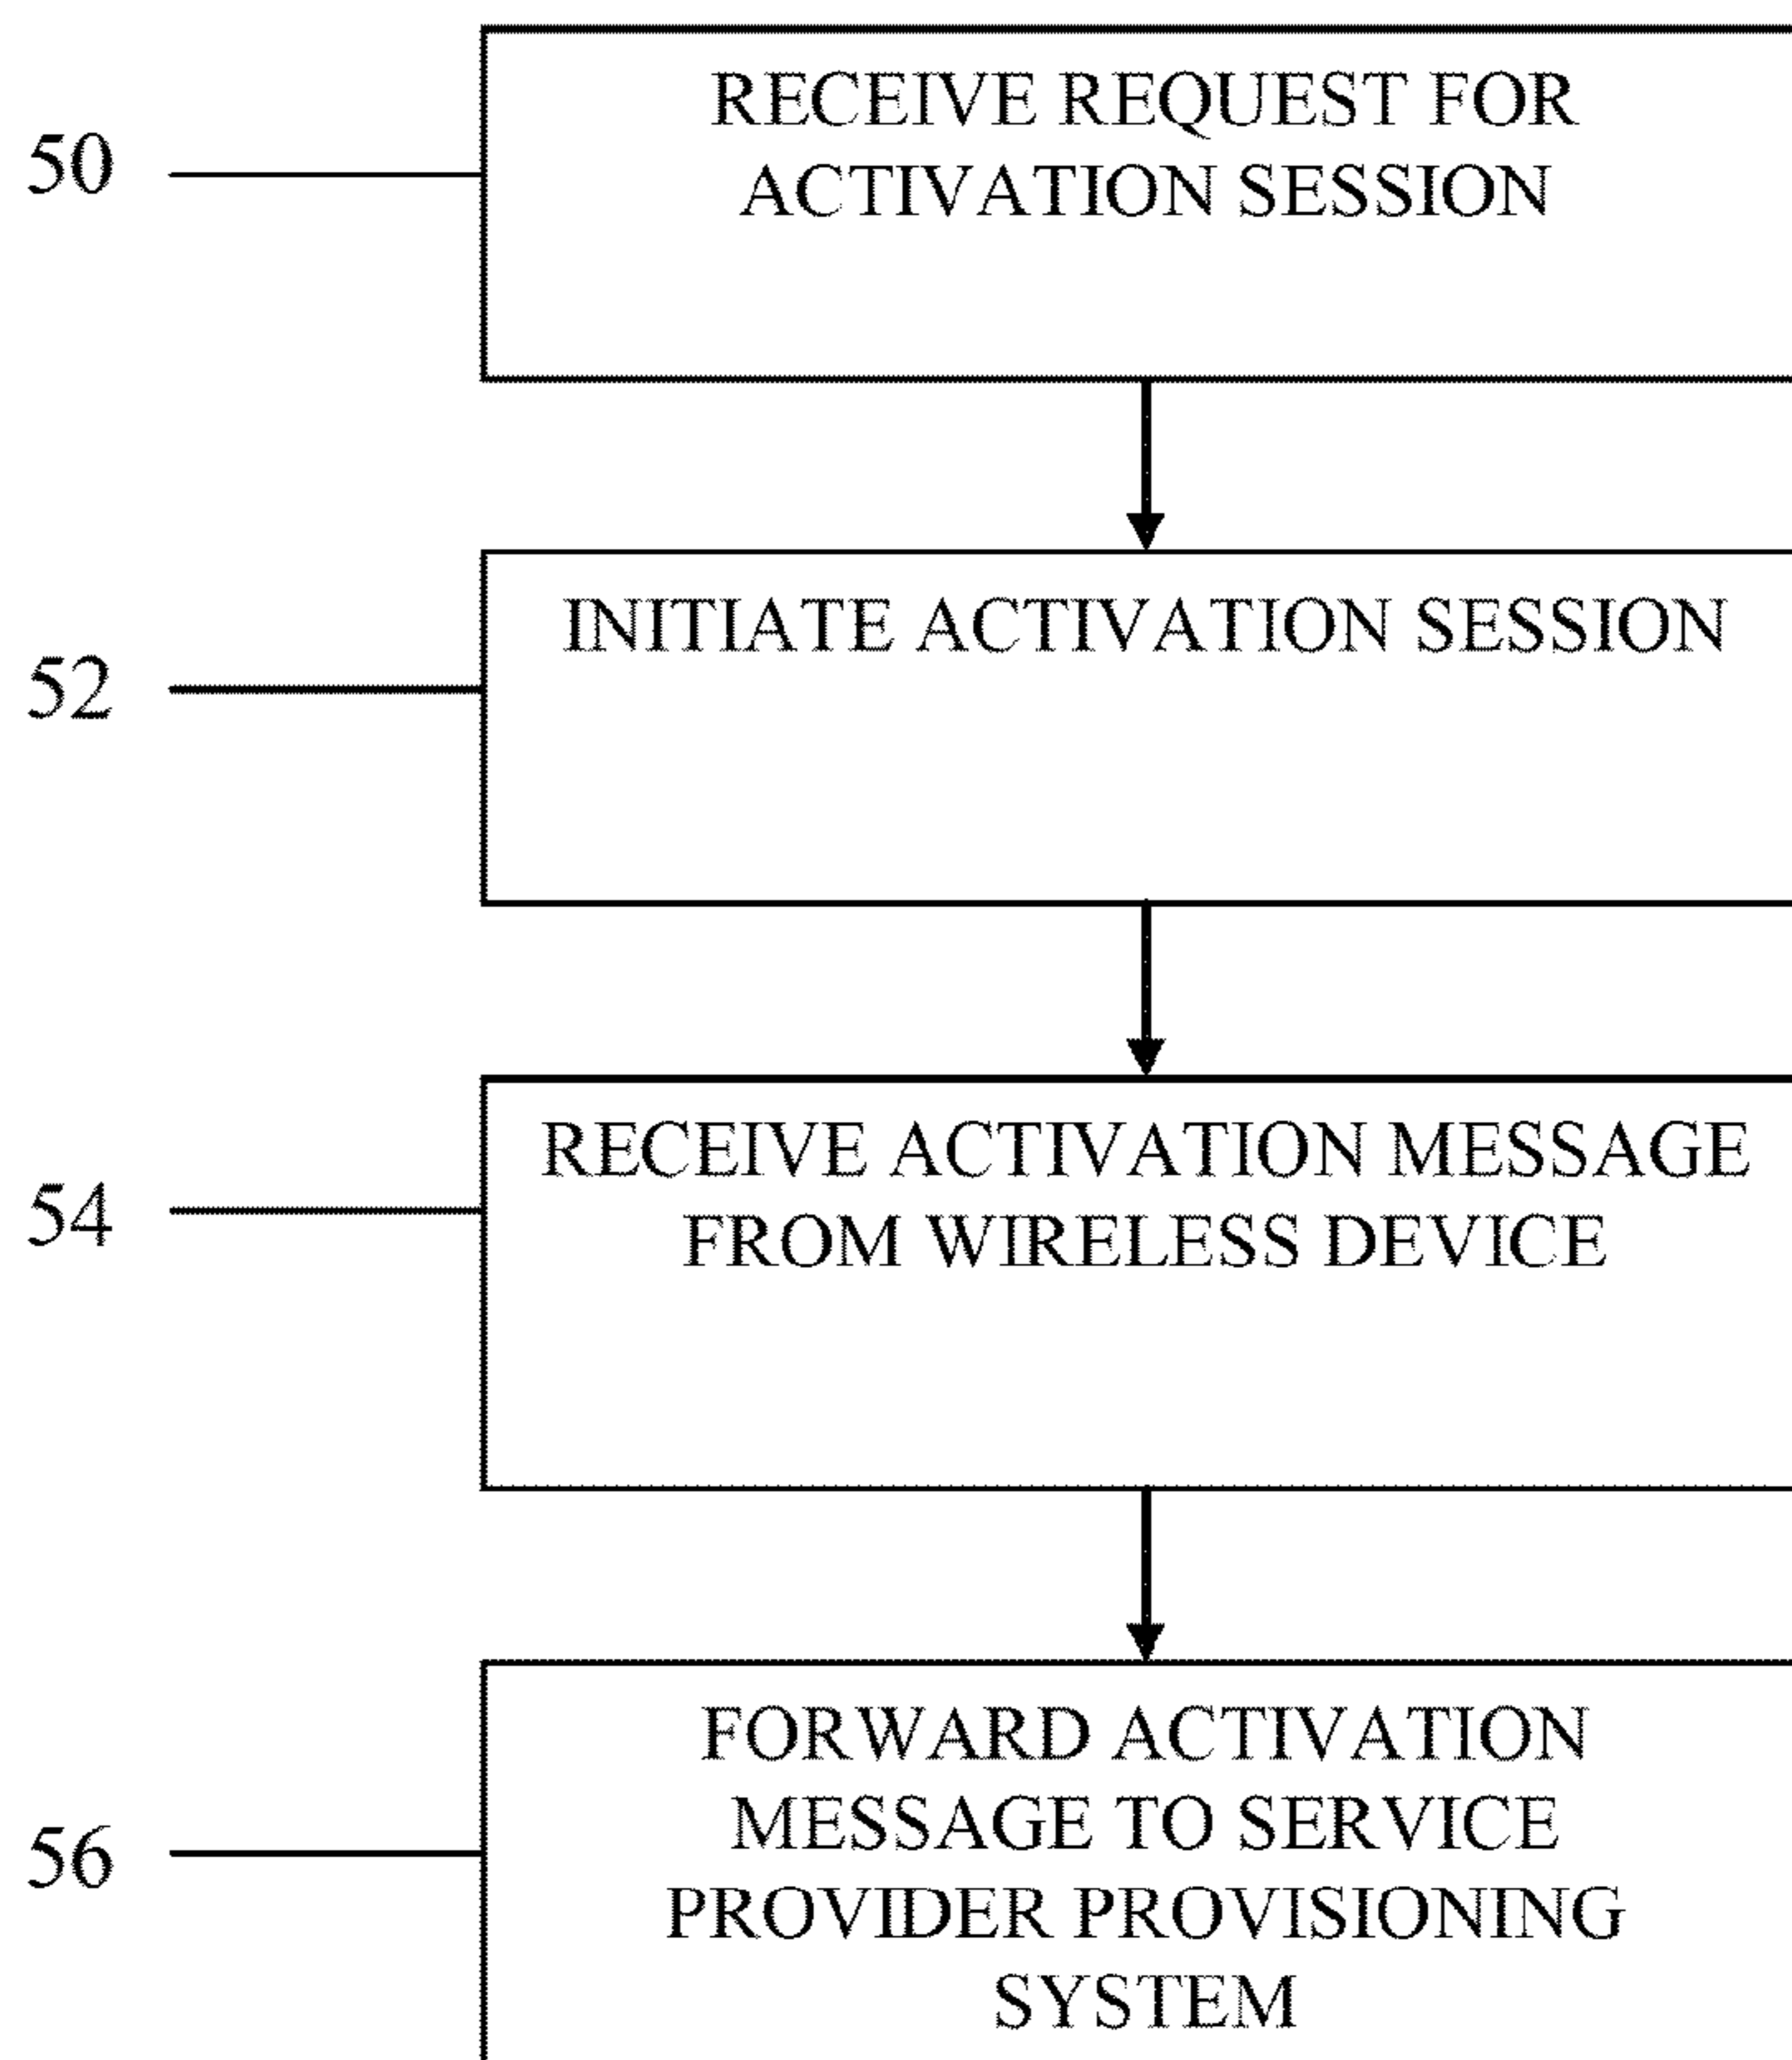 50
RECEIVE REQUEST FOR
ACTIVATION SESSION
52
INITIATE ACTIVATION SESSION
54
RECEIVE ACTIVATION MESSAGE
FROM WIRELESS DEVICE
56
FORWARD ACTIVATION
MESSAGE TO SERVICE
PROVIDER PROVISIONING
SYSTEM